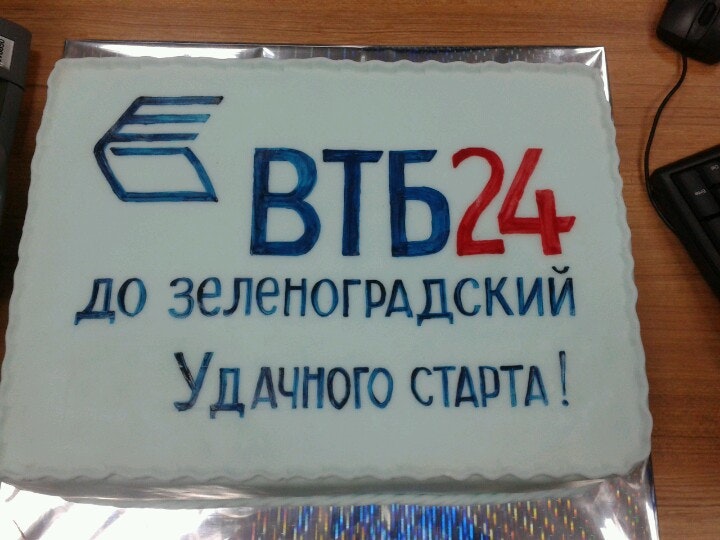 ВТБ24
до Зеленоградский
Удачного старта!